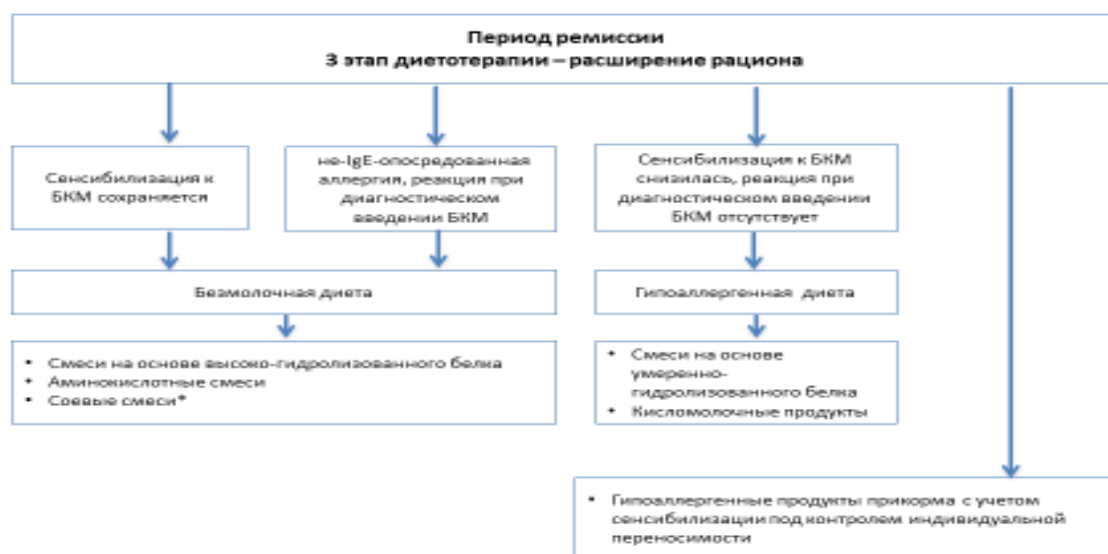 Период ремиссии
3 этап диетотерапии – расширение рациона
Сенсибилизация к
БКМ сохраняется
не-IgE-опосредованная
аллергия, реакция при
диагностическом
введении БКМ
Сенсибилизация к БКМ
снизилась, реакция при
диагностическом введении
БКМ отсутствует
Безмолочная диета
Гипоаллергенная диета
• Смеси на основе высоко-гидролизованного белка
• Аминокислотные смеси
• Соевые смеси*
• Смеси на основе
умеренно-
гидролизованного белка
• Кисломолочные продукты
• Гипоаллергенные продукты прикорма с учетом
сенсибилизации под контролем индивидуальной
переносимости